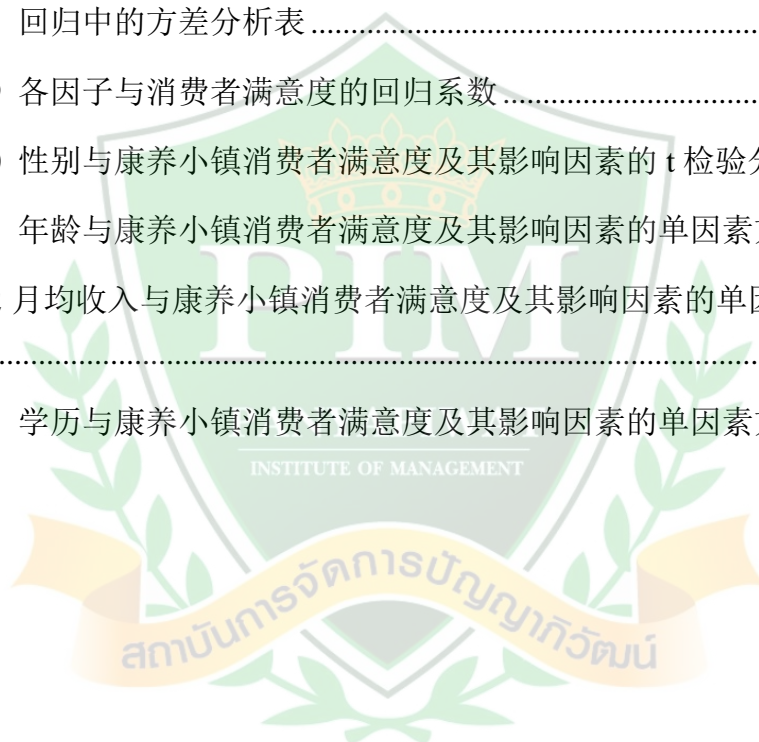 回归中的方差分析表................................................
) 各因子与消费者满意度的回归系数............................
) 性别与康养小镇消费者满意度及其影响因素的 t 检验分
年龄与康养小镇消费者满意度及其影响因素的单因素方
月均收入与康养小镇消费者满意度及其影响因素的单因
................................................................................
学历与康养小镇消费者满意度及其影响因素的单因素方
PIM
INSTITUTE OF MANAGEMENT
สถาบันการจัดการปัญญาภิวัฒน์